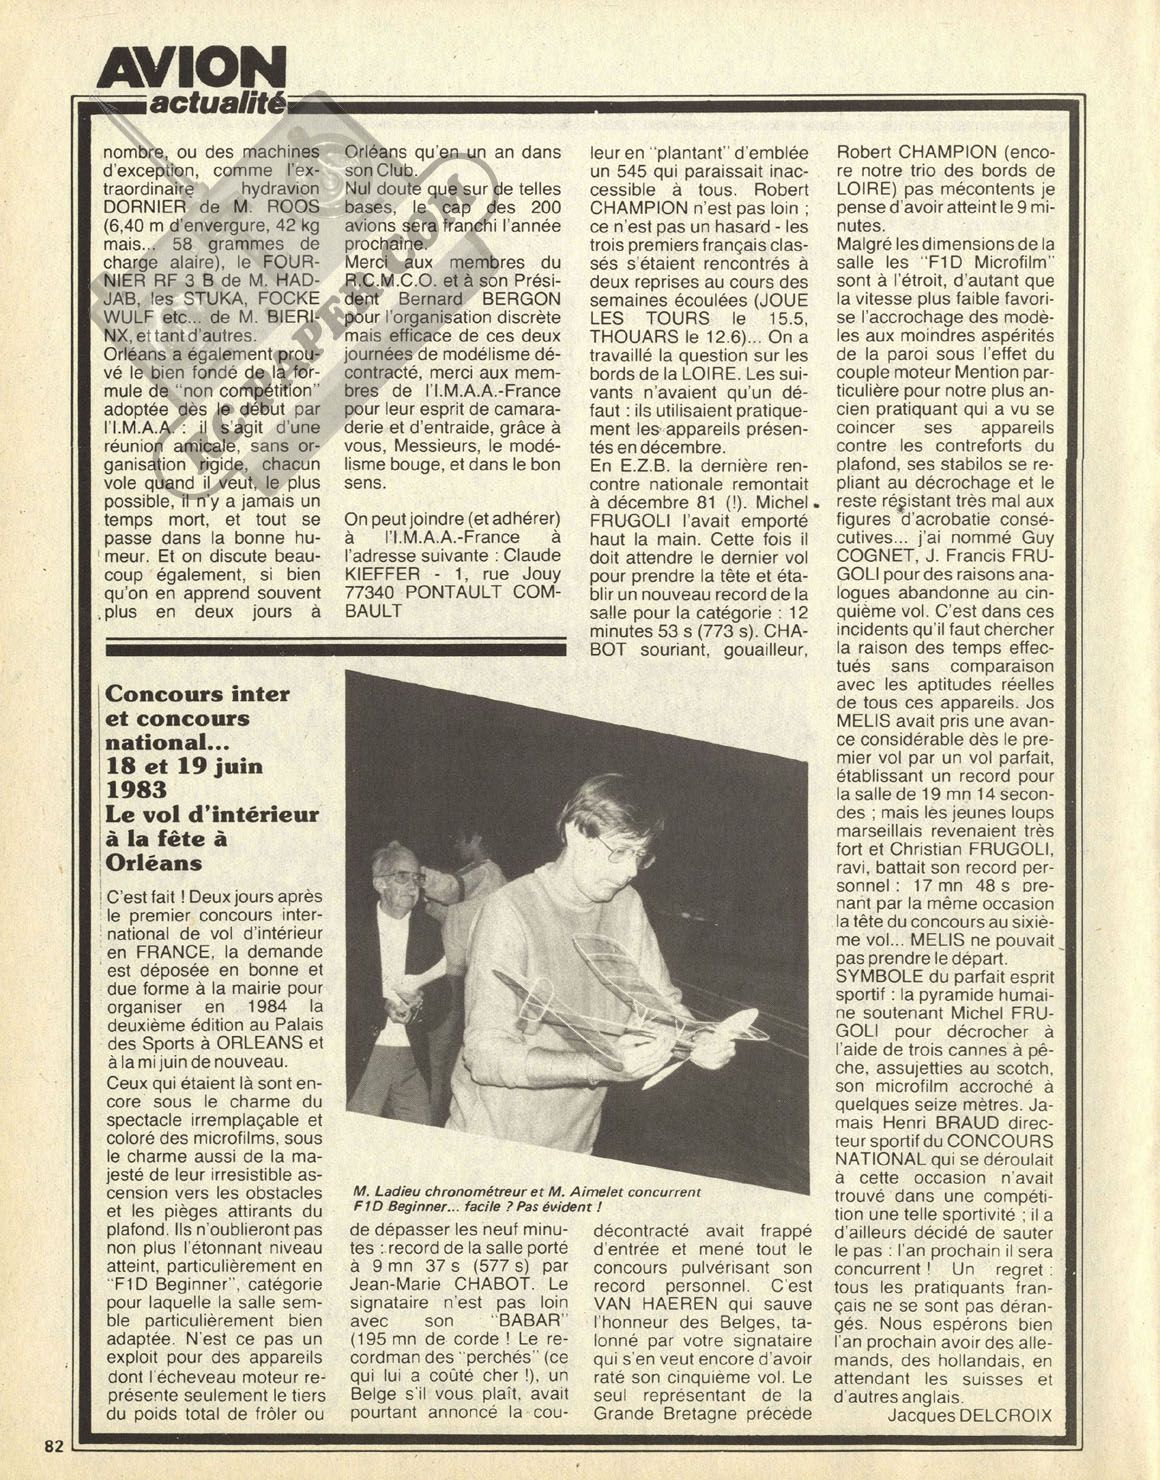 AVION
actualité
nombre, ou des machines
d'exception, comme l'ex-
traordinaire hydravion
DORNIER de M. ROOS
(6,40 m d'envergure, 42 kg
mais... 58 grammes de
charge alaire), le FOUR-
NIER RF 3 B de M. HAD-
JAB, les STUKA, FOCKE
WULF etc... de M. BIERI-
NX, et tant d'autres.
Orléans a également prou-
vé le bien fondé de la for-
mule de "non compétition"
adoptée dès le début par
l'I.M.A.A. : il s'agit d'une
réunion amicale, sans or-
ganisation rigide, chacun
vole quand il veut, le plus
possible, il n'y a jamais un
temps mort, et tout se
passe dans la bonne hu-
meur. Et on discute beau-
coup également, si bien
qu'on en apprend souvent
plus en deux jours à
Orléans qu'en un an dans
son Club.
Nul doute que sur de telles
bases, le cap des 200
avions sera franchi l'année
prochaine.
Merci aux membres du
R.C.M.C.O. et à son Prési-
dent Bernard BERGON
pour l'organisation discrète
mais efficace de ces deux
journées de modélisme dé-
contracté, merci aux mem-
bres de l'I.M.A.A.-France
pour leur esprit de camara-
derie et d'entraide, grâce à
vous, Messieurs, le modé-
lisme bouge, et dans le bon
sens.
On peut joindre (et adhérer)
à l'I.M.A.A.-France à
l'adresse suivante : Claude
KIEFFER - 1, rue Jouy
77340 PONTAULT COM-
BAULT
RCPAPER.COM
Concours inter
et concours
national...
18 et 19 juin
1983
Le vol d'intérieur
à la fête à
Orléans
C'est fait ! Deux jours après
le premier concours inter-
national de vol d'intérieur
en FRANCE, la demande
est déposée en bonne et
due forme à la mairie pour
organiser en 1984 la
deuxième édition au Palais
des Sports à ORLEANS et
à la mi juin de nouveau.
Ceux qui étaient là sont en-
core sous le charme du
spectacle irremplaçable et
coloré des microfilms, sous
le charme aussi de la ma-
jesté de leur irresistible as-
cension vers les obstacles
et les pièges attirants du
plafond. Ils n'oublieront pas
non plus l'étonnant niveau
atteint, particulièrement en
"F1D Beginner", catégorie
pour laquelle la salle sem-
ble particulièrement bien
adaptée. N'est ce pas un
exploit pour des appareils
dont l'écheveau moteur re-
présente seulement le tiers
du poids total de frôler ou
M. Ladieu chronométreur et M. Aimelet concurrent
F1D Beginner... facile ? Pas évident !
de dépasser les neuf minu-
tes : record de la salle porté
à 9 mn 37 s (577 s) par
Jean-Marie CHABOT. Le
signataire n'est pas loin
avec son "BABAR"
(195 mn de corde ! Le re-
cordman des "perchés" (ce
qui lui a coûté cher !), un
Belge s'il vous plaît, avait
pourtant annoncé la cou-
leur en "plantant" d'emblée
un 545 qui paraissait inac-
cessible à tous. Robert
CHAMPION n'est pas loin ;
ce n'est pas un hasard - les
trois premiers français clas-
sés s'étaient rencontrés à
deux reprises au cours des
semaines écoulées (JOUE
LES TOURS le 15.5,
THOUARS le 12.6)... On a
travaillé la question sur les
bords de la LOIRE. Les sui-
vants n'avaient qu'un dé-
faut : ils utilisaient pratique-
ment les appareils présen-
tés en décembre.
En E.Z.B. la dernière ren-
contre nationale remontait
à décembre 81 (!). Michel
FRUGOLI l'avait emporté
haut la main. Cette fois il
doit attendre le dernier vol
pour prendre la tête et éta-
blir un nouveau record de la
salle pour la catégorie : 12
minutes 53 s (773 s). CHA-
BOT souriant, gouailleur,
décontracté avait frappé
d'entrée et mené tout le
concours pulvérisant son
record personnel. C'est
VAN HAEREN qui sauve
l'honneur des Belges, ta-
lonné par votre signataire
qui s'en veut encore d'avoir
raté son cinquième vol. Le
seul représentant de la
Grande Bretagne précède
Robert CHAMPION (enco-
re notre trio des bords de
LOIRE) pas mécontents je
pense d'avoir atteint le 9 mi-
nutes.
Malgré les dimensions de la
salle les "F1D Microfilm"
sont à l'étroit, d'autant que
la vitesse plus faible favori-
se l'accrochage des modè-
les aux moindres aspérités
de la paroi sous l'effet du
couple moteur Mention par-
ticulière pour notre plus an-
cien pratiquant qui a vu se
coincer ses appareils
contre les contreforts du
plafond, ses stabilos se re-
pliant au décrochage et le
reste résistant très mal aux
figures d'acrobatie consé-
cutives... j'ai nommé Guy
COGNET, J. Francis FRU-
GOLI pour des raisons ana-
logues abandonne au cin-
quième vol. C'est dans ces
incidents qu'il faut chercher
la raison des temps effec-
tués sans comparaison
avec les aptitudes réelles
de tous ces appareils. Jos
MELIS avait pris une avan-
ce considérable dès le pre-
mier vol par un vol parfait,
établissant un record pour
la salle de 19 mn 14 secon-
des ; mais les jeunes loups
marseillais revenaient très
fort et Christian FRUGOLI,
ravi, battait son record per-
sonnel : 17 mn 48 s pre-
nant par la même occasion
la tête du concours au sixiè-
me vol... MELIS ne pouvait
pas prendre le départ.
SYMBOLE du parfait esprit
sportif : la pyramide humai-
ne soutenant Michel FRU-
GOLI pour décrocher à
l'aide de trois cannes à pê-
che, assujetties au scotch,
son microfilm accroché à
quelques seize mètres. Ja-
mais Henri BRAUD direc-
teur sportif du CONCOURS
NATIONAL qui se déroulait
à cette occasion n'avait
trouvé dans une compéti-
tion une telle sportivité ; il a
d'ailleurs décidé de sauter
le pas : l'an prochain il sera
concurrent ! Un regret :
tous les pratiquants fran-
çais ne se sont pas déran-
gés. Nous espérons bien
l'an prochain avoir des alle-
mands, des hollandais, en
attendant les suisses et
d'autres anglais.
Jacques DELCROIX
82